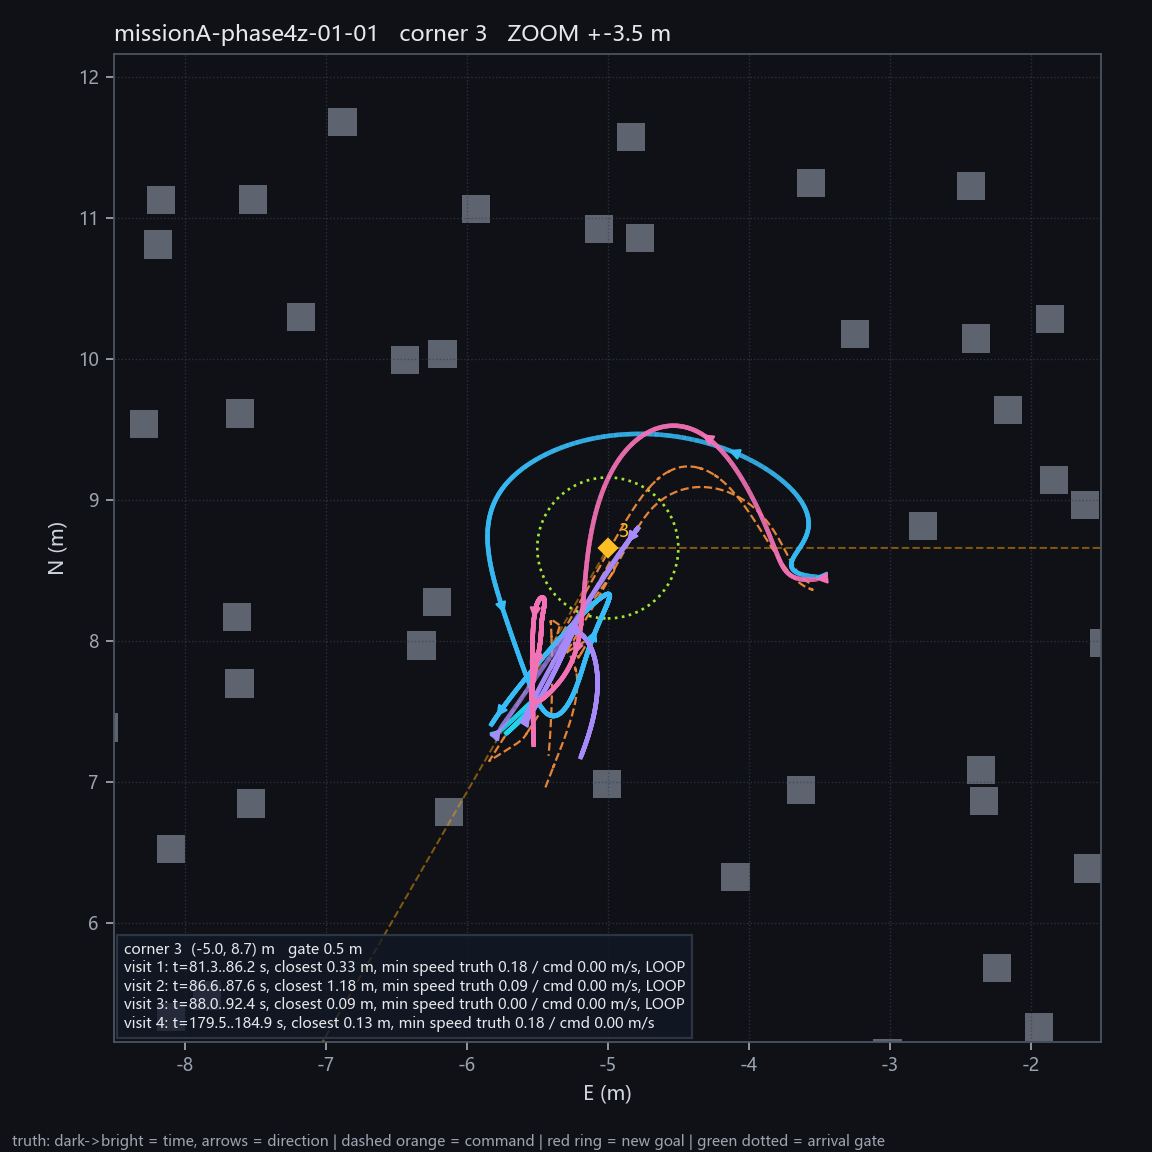 missionA-phase4z-01-01 corner 3 ZOOM +-3.5 m
12
11
10
9
8
7
6
N (m)
3
corner 3 (-5.0, 8.7) m gate 0.5 m
visit 1: t=81.3..86.2 s, closest 0.33 m, min speed truth 0.18 / cmd 0.00 m/s, LOOP
visit 2: t=86.6..87.6 s, closest 1.18 m, min speed truth 0.09 / cmd 0.00 m/s, LOOP
visit 3: t=88.0..92.4 s, closest 0.09 m, min speed truth 0.00 / cmd 0.00 m/s, LOOP
visit 4: t=179.5..184.9 s, closest 0.13 m, min speed truth 0.18 / cmd 0.00 m/s
-8 -7 -6 -5 -4 -3 -2
E (m)
truth: dark->bright = time, arrows = direction | dashed orange = command | red ring = new goal | green dotted = arrival gate